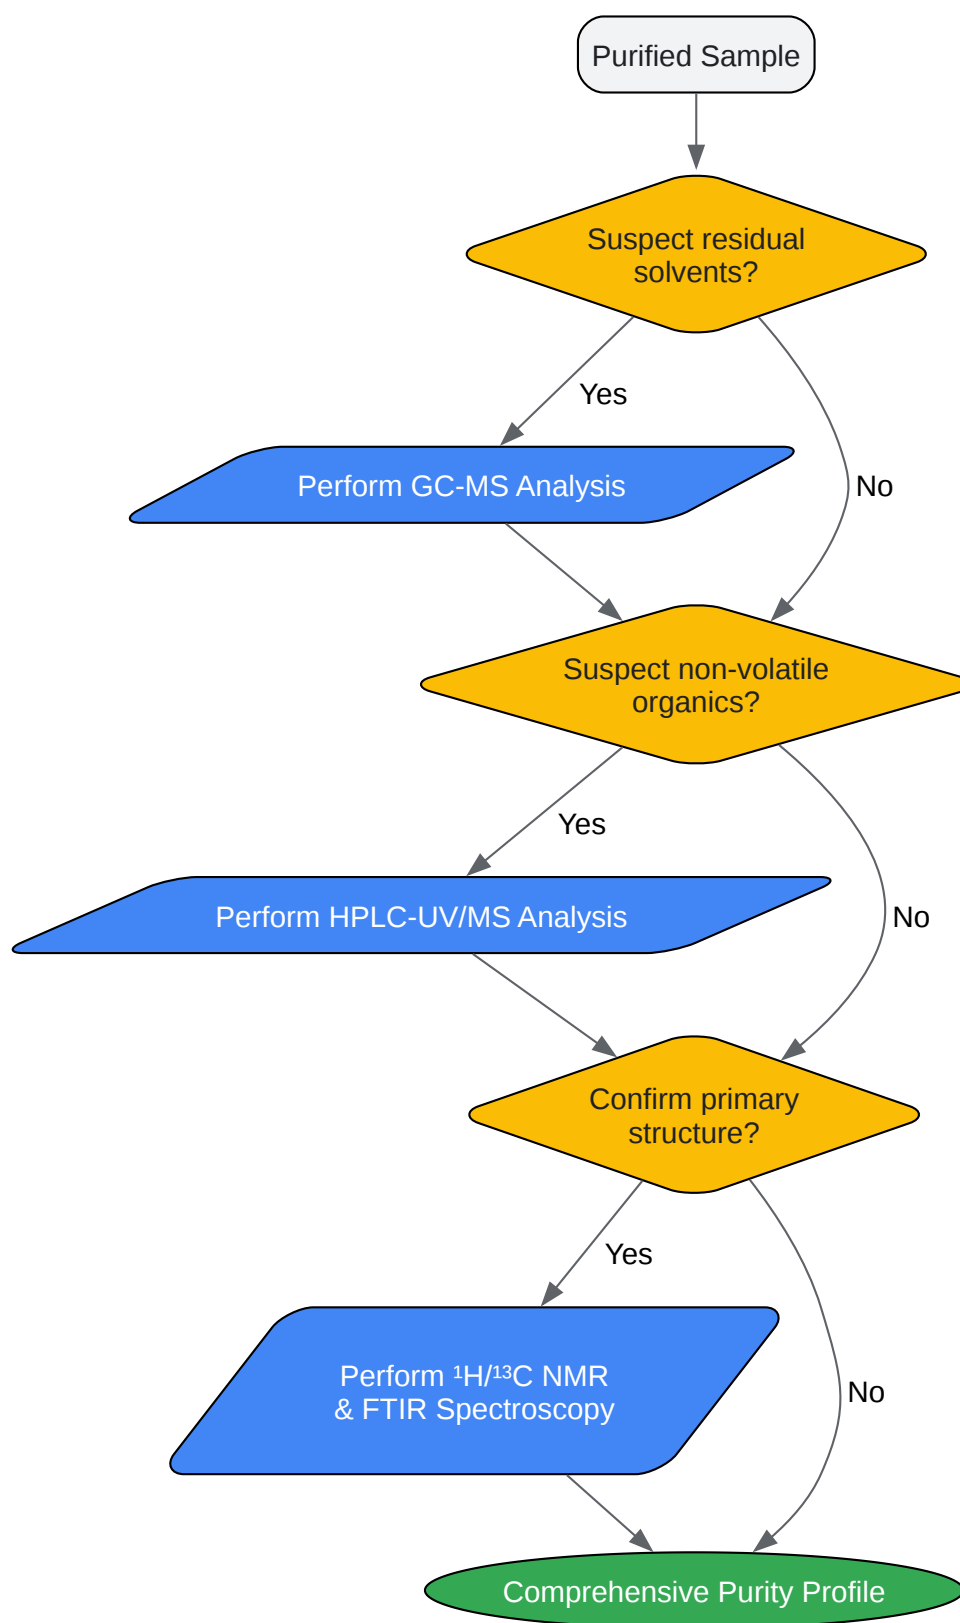 Purified Sample
Suspect residual
solvents?
Yes
Perform GC-MS Analysis
No
Suspect non-volatile
organics?
Yes
Perform HPLC-UV/MS Analysis
No
Confirm primary
structure?
Yes
Perform ¹H/¹³C NMR
& FTIR Spectroscopy
No
Comprehensive Purity Profile